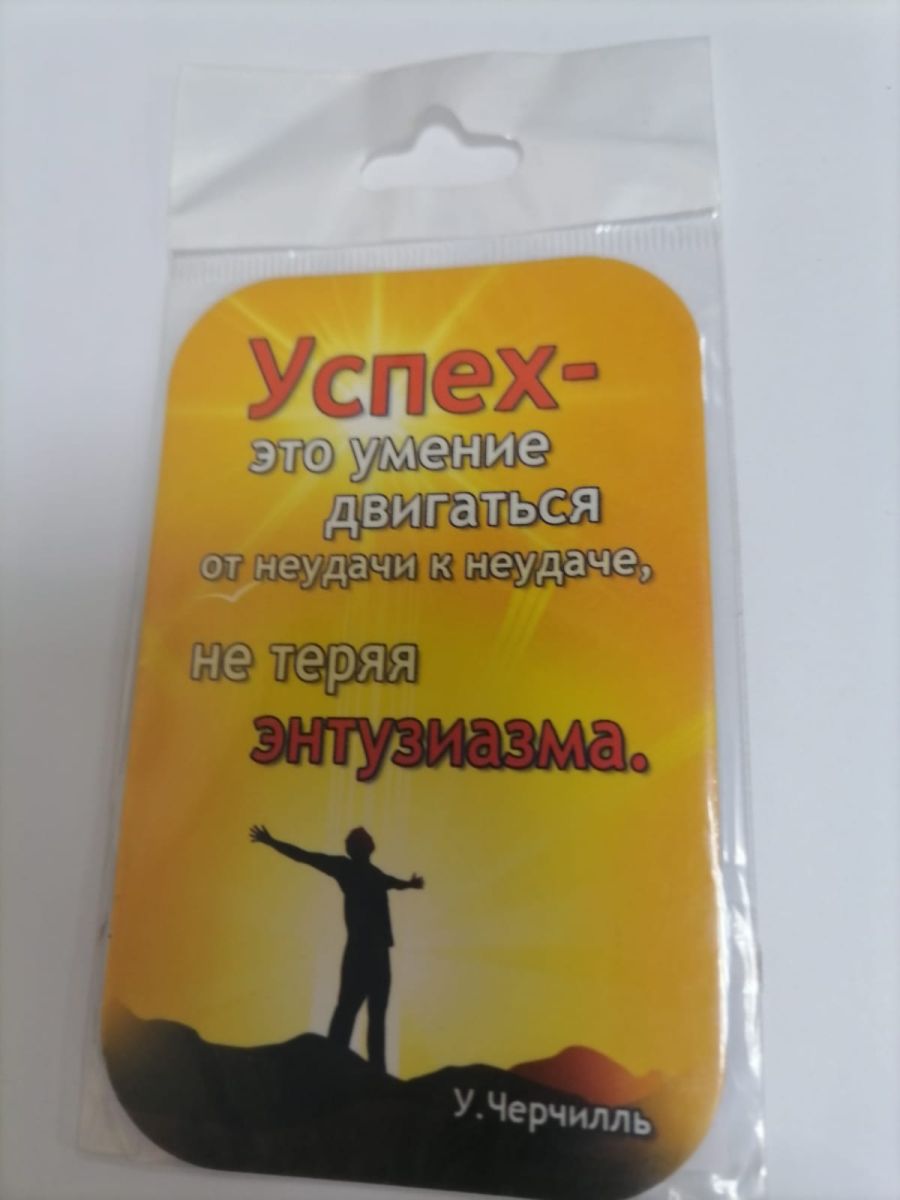 Успех-
это умение
двигаться
от неудачи к неудаче,
не теряя
энтузиазма.
У.Черчилль